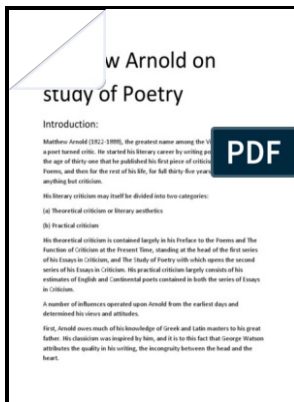 w Arnold on
study of Poetry
Introduction:
Matthew Arnold (1822-1888), the greatest name among the Vi
a poet turned critic. He started his literary career by writing po
the age of thirty-one that he published his first piece of criticis
PDF
Poems, and then for the rest of his life, for full thirty-five years
anything but criticism.
His literary criticism may itself be divided into two categories:
(a) Theoretical criticism or literary aesthetics
(b) Practical criticism
His theoretical criticism is contained largely in his Preface to the Poems and The
Function of Criticism at the Present Time, standing at the head of the first series
of his Essays in Criticism, and The Study of Poetry with which opens the second
series of his Essays in Criticism. His practical criticism largely consists of his
estimates of English and Continental poets contained in both the series of Essays
in Criticism.
A number of influences operated upon Arnold from the earliest days and
determined his views and attitudes.
First, Arnold owes much of his knowledge of Greek and Latin masters to his great
father. His classicism was inspired by him, and it is to this fact that George Watson
attributes the quality in his writing, the incongruity between the head and the
heart.